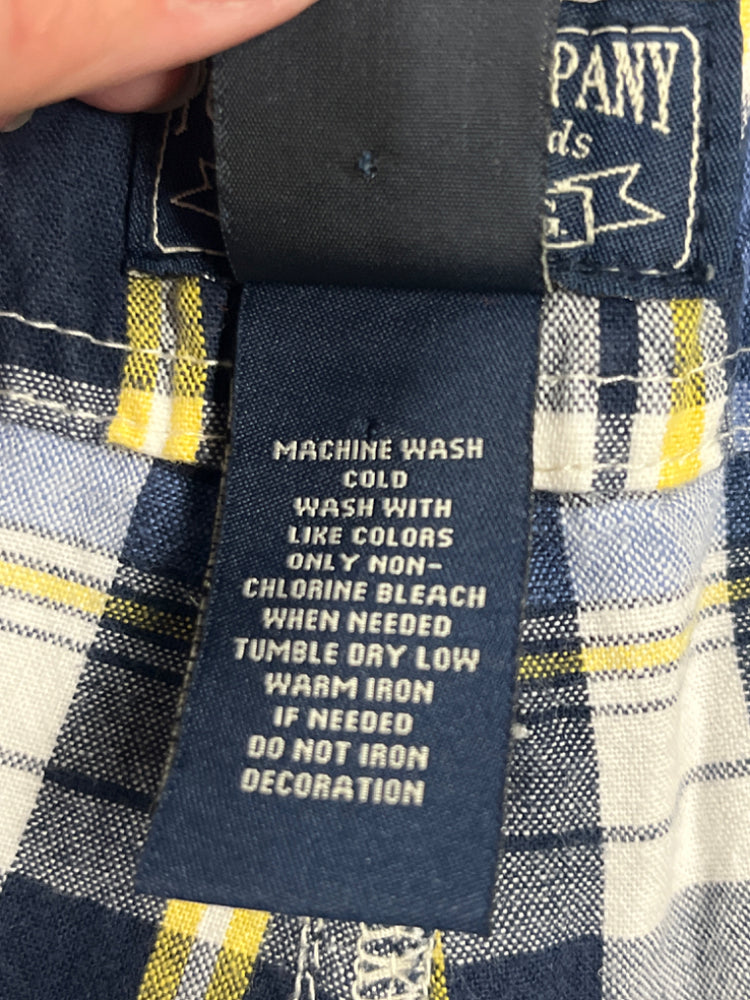 PANY
ds
G.
MACHINE WASH
COLD
WASH WITH
LIKE COLORS
ONLY NON-
CHLORINE BLEACH
WHEN NEEDED
TUMBLE DRY LOW
WARM IRON
IF NEEDED
DO NOT IRON
DECORATION